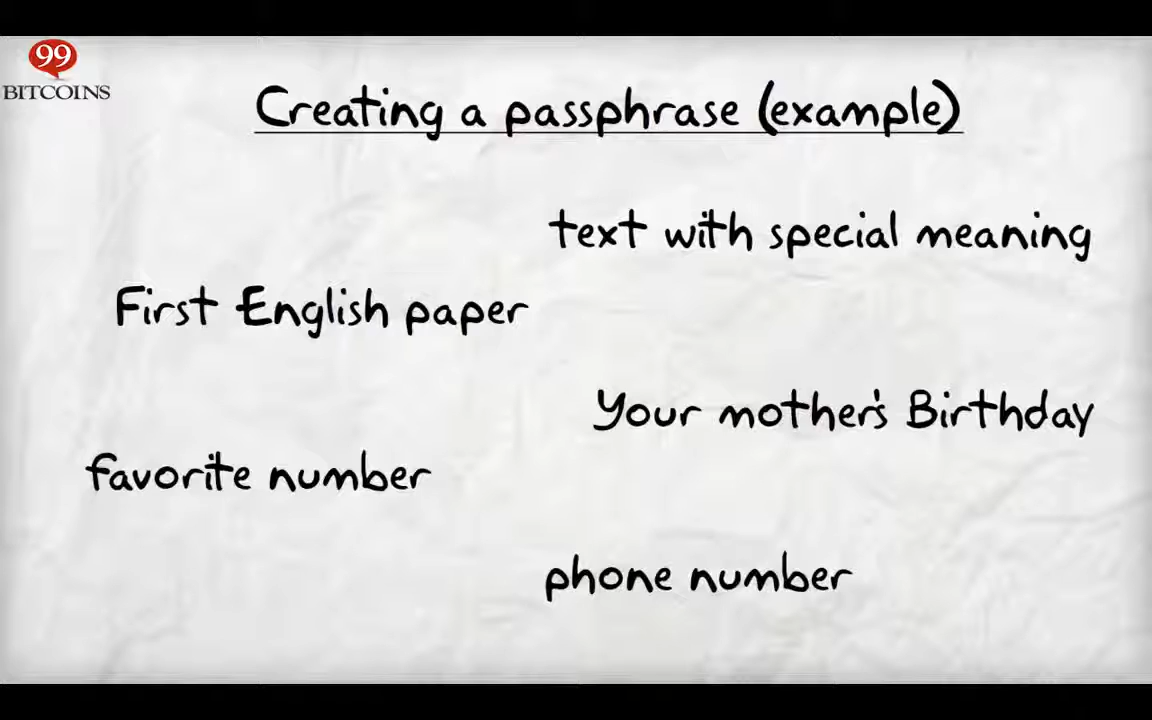 99
BITCOINS
Creating a passphrase (example)
text with special meaning
First English paper
Your mother's Birthday
favorite number
phone number